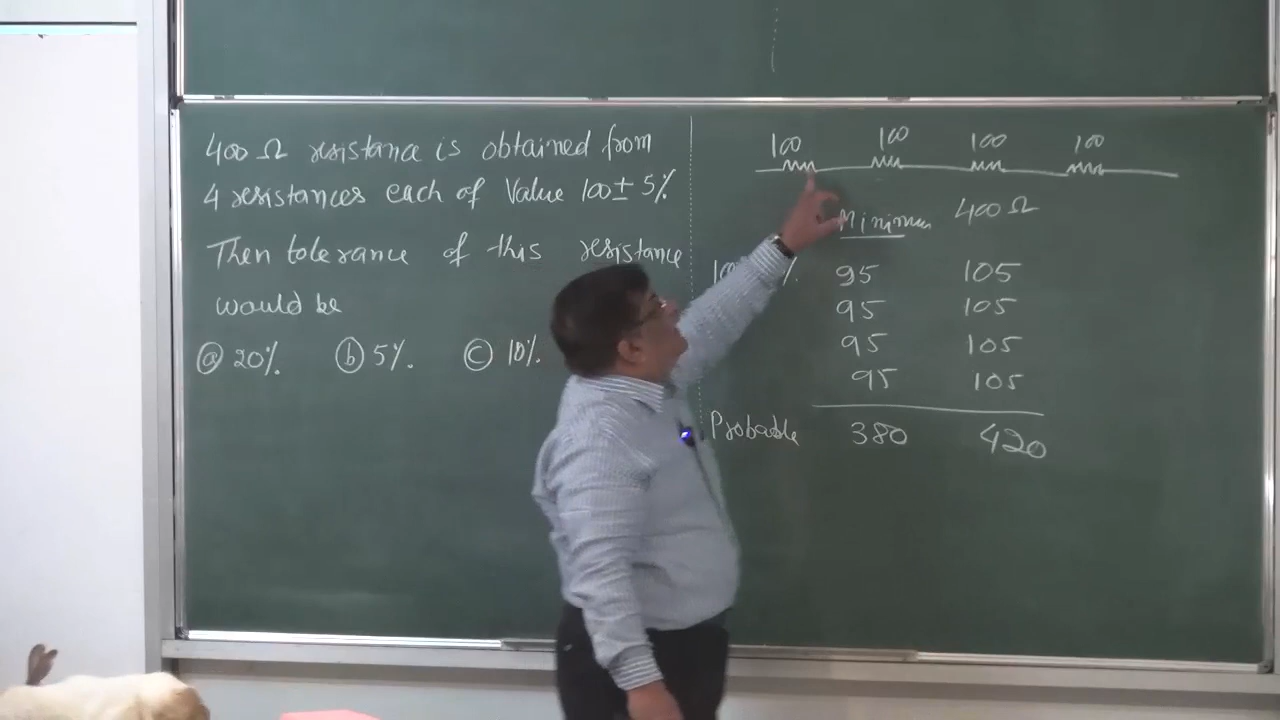 400 Ω resistance is obtained from
4 resistances each of Value 100 ± 5%
Then tolerance of this resistance
would be
ⓐ 20%. ⓑ 5%. ⓒ 10%.
100 100 100 100
Minimum 400 Ω
%. 95 105
95 105
95 105
95 105
Probable 380 420